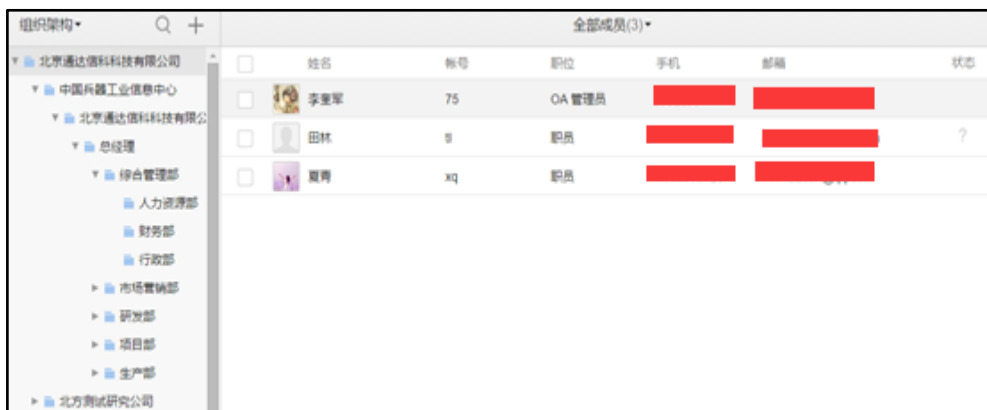 组织架构▾
全部成员(3)▾
北京通达信科科技有限公司
姓名 帐号 职位 手机 邮箱 状态
中国兵器工业信息中心
李奎军 75 OA 管理员
北京通达信科科技有限公
总经理
田林 职员 ?
综合管理部
夏青 xq 职员
人力资源部
财务部
行政部
市场营销部
研发部
项目部
生产部
北方测试研究公司